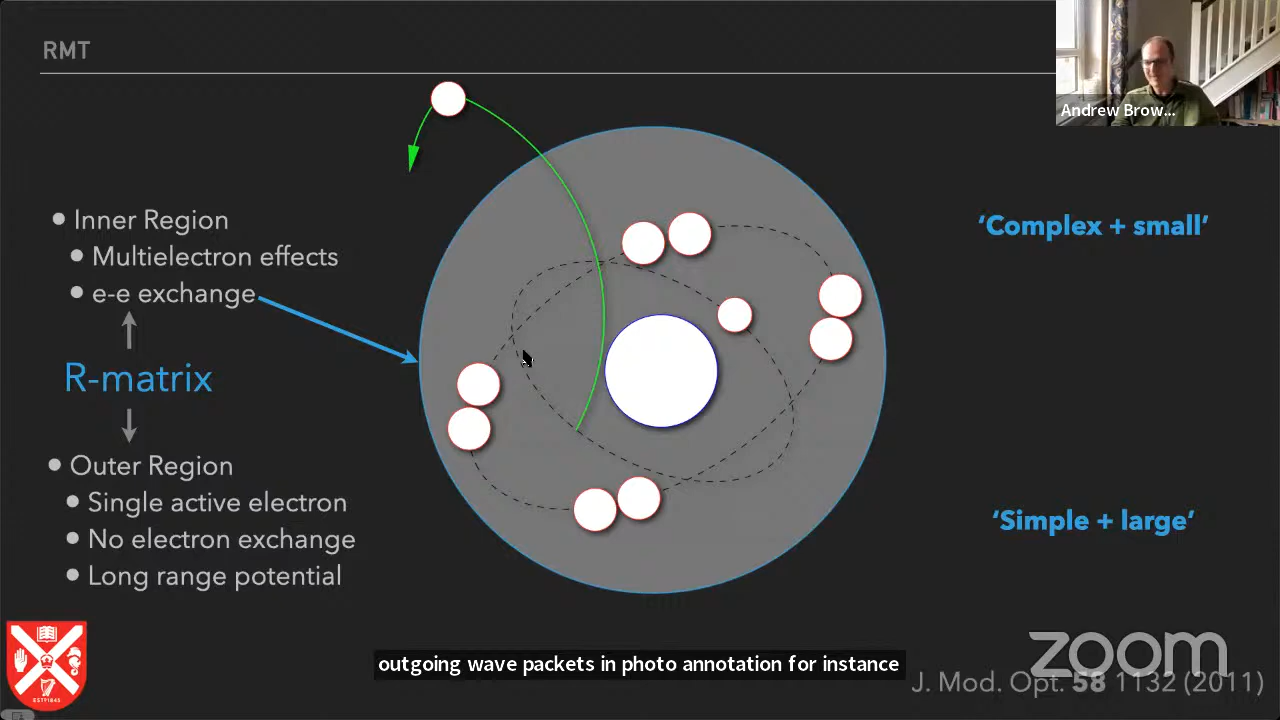 RMT
Andrew Brow...
Inner Region
Multielectron effects
e-e exchange
R-matrix
Outer Region
Single active electron
No electron exchange
Long range potential
‘Complex + small’
‘Simple + large’
outgoing wave packets in photo annotation for instance
zoom
J. Mod. Opt. 58 1132 (2011)
ESTD1845